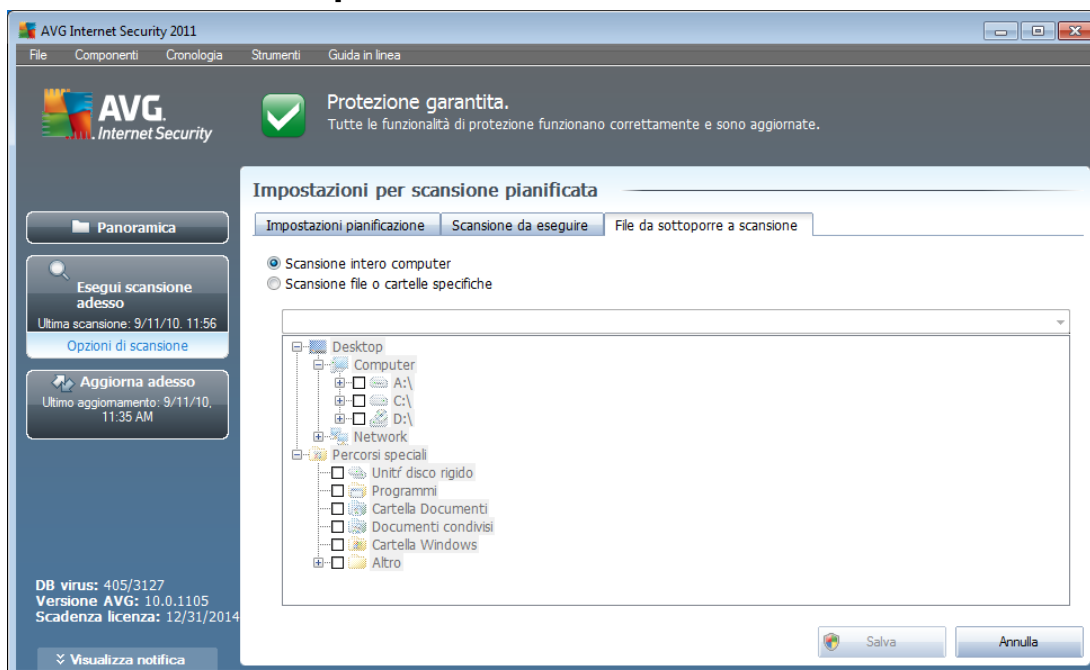 AVG Internet Security 2011
File Componenti Cronologia Strumenti Guida in linea
AVG.
Internet Security
Protezione garantita.
Tutte le funzionalità di protezione funzionano correttamente e sono aggiornate.
Impostazioni per scansione pianificata
Impostazioni pianificazione Scansione da eseguire File da sottoporre a scansione
Panoramica
Esegui scansione
adesso
Ultima scansione: 9/11/10. 11:56
Opzioni di scansione
Aggiorna adesso
Ultimo aggiornamento: 9/11/10,
11:35 AM
Scansione intero computer
Scansione file o cartelle specifiche
Desktop
Computer
A:\
C:\
D:\
Network
Percorsi speciali
Unitŕ disco rigido
Programmi
Cartella Documenti
Documenti condivisi
Cartella Windows
Altro
DB virus: 405/3127
Versione AVG: 10.0.1105
Scadenza licenza: 12/31/2014
Visualizza notifica
Salva Annulla